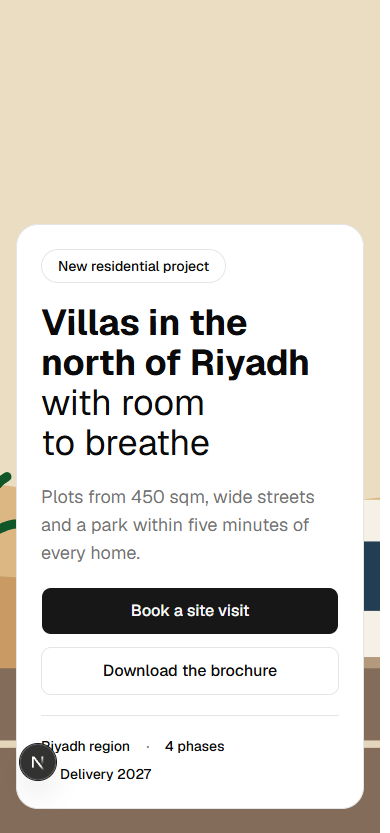 New residential project
Villas in the
north of Riyadh
with room
to breathe
Plots from 450 sqm, wide streets
and a park within five minutes of
every home.
Book a site visit
Download the brochure
Riyadh region · 4 phases
N Delivery 2027